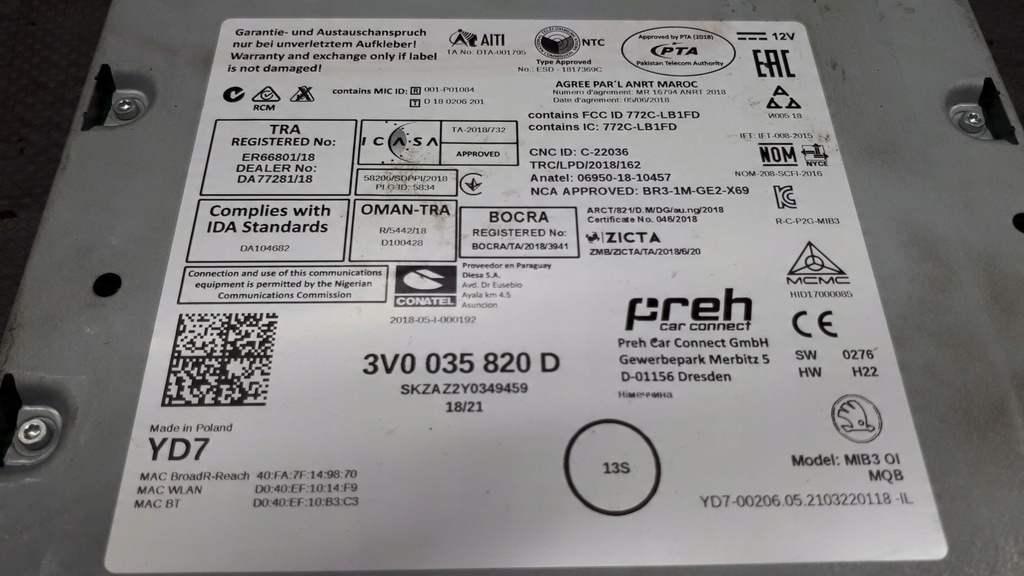 Garantie- und Austauschanspruch
nur bei unverletztem Aufkleber!
Warranty and exchange only if label
is not damaged!
AITI
TA No: DTA-001795
NTC
Type Approved
No.: ESD - 1817369C
Approved by PTA (2018)
PTA
Pakistan Telecom Authority
12V
EAC
RCM
contains MIC ID: R 001-P01084
T D 18 0206 201
AGREE PAR'L ANRT MAROC
Numero d'agrement: MR 16794 ANRT 2018
Date d'agrement: 05/06/2018
И005 18
contains FCC ID 772C-LB1FD
contains IC: 772C-LB1FD
IFT: IFT-008-2015
TRA
REGISTERED No:
ER66801/18
DEALER No:
DA77281/18
ICASA
TA-2018/732
APPROVED
CNC ID: C-22036
TRC/LPD/2018/162
Anatel: 06950-18-10457
NCA APPROVED: BR3-1M-GE2-X69
NOM
NYCE
NOM-208-SCFI-2016
58206/SDPPI/2018
PLG ID: 5834
Complies with
IDA Standards
DA104682
OMAN-TRA
R/5442/18
D100428
BOCRA
REGISTERED No:
BOCRA/TA/2018/3941
ARCT/821/D.M/DG/au.ng/2018
Certificate No. 046/2018
ZICTA
ZMB/ZICTA/TA/2018/6/20
R-C-P2G-MIB3
MCMC
HID17000085
Connection and use of this communications
equipment is permitted by the Nigerian
Communications Commission
CONATEL
2018-05-I-000192
Proveedor en Paraguay
Diesa S.A.
Avd. Dr Eusebio
Ayala km 4.5
Asuncion
preh
car connect
Preh Car Connect GmbH
Gewerbepark Merbitz 5
D-01156 Dresden
Німеччина
CE
SW 0276
HW H22
3V0 035 820 D
SKZAZ2Y0349459
18/21
Made in Poland
YD7
MAC BroadR-Reach 40:FA:7F:14:98:70
MAC WLAN D0:40:EF:10:14:F9
MAC BT D0:40:EF:10:B3:C3
13S
Model: MIB3 OI
MQB
YD7-00206.05.2103220118 -IL